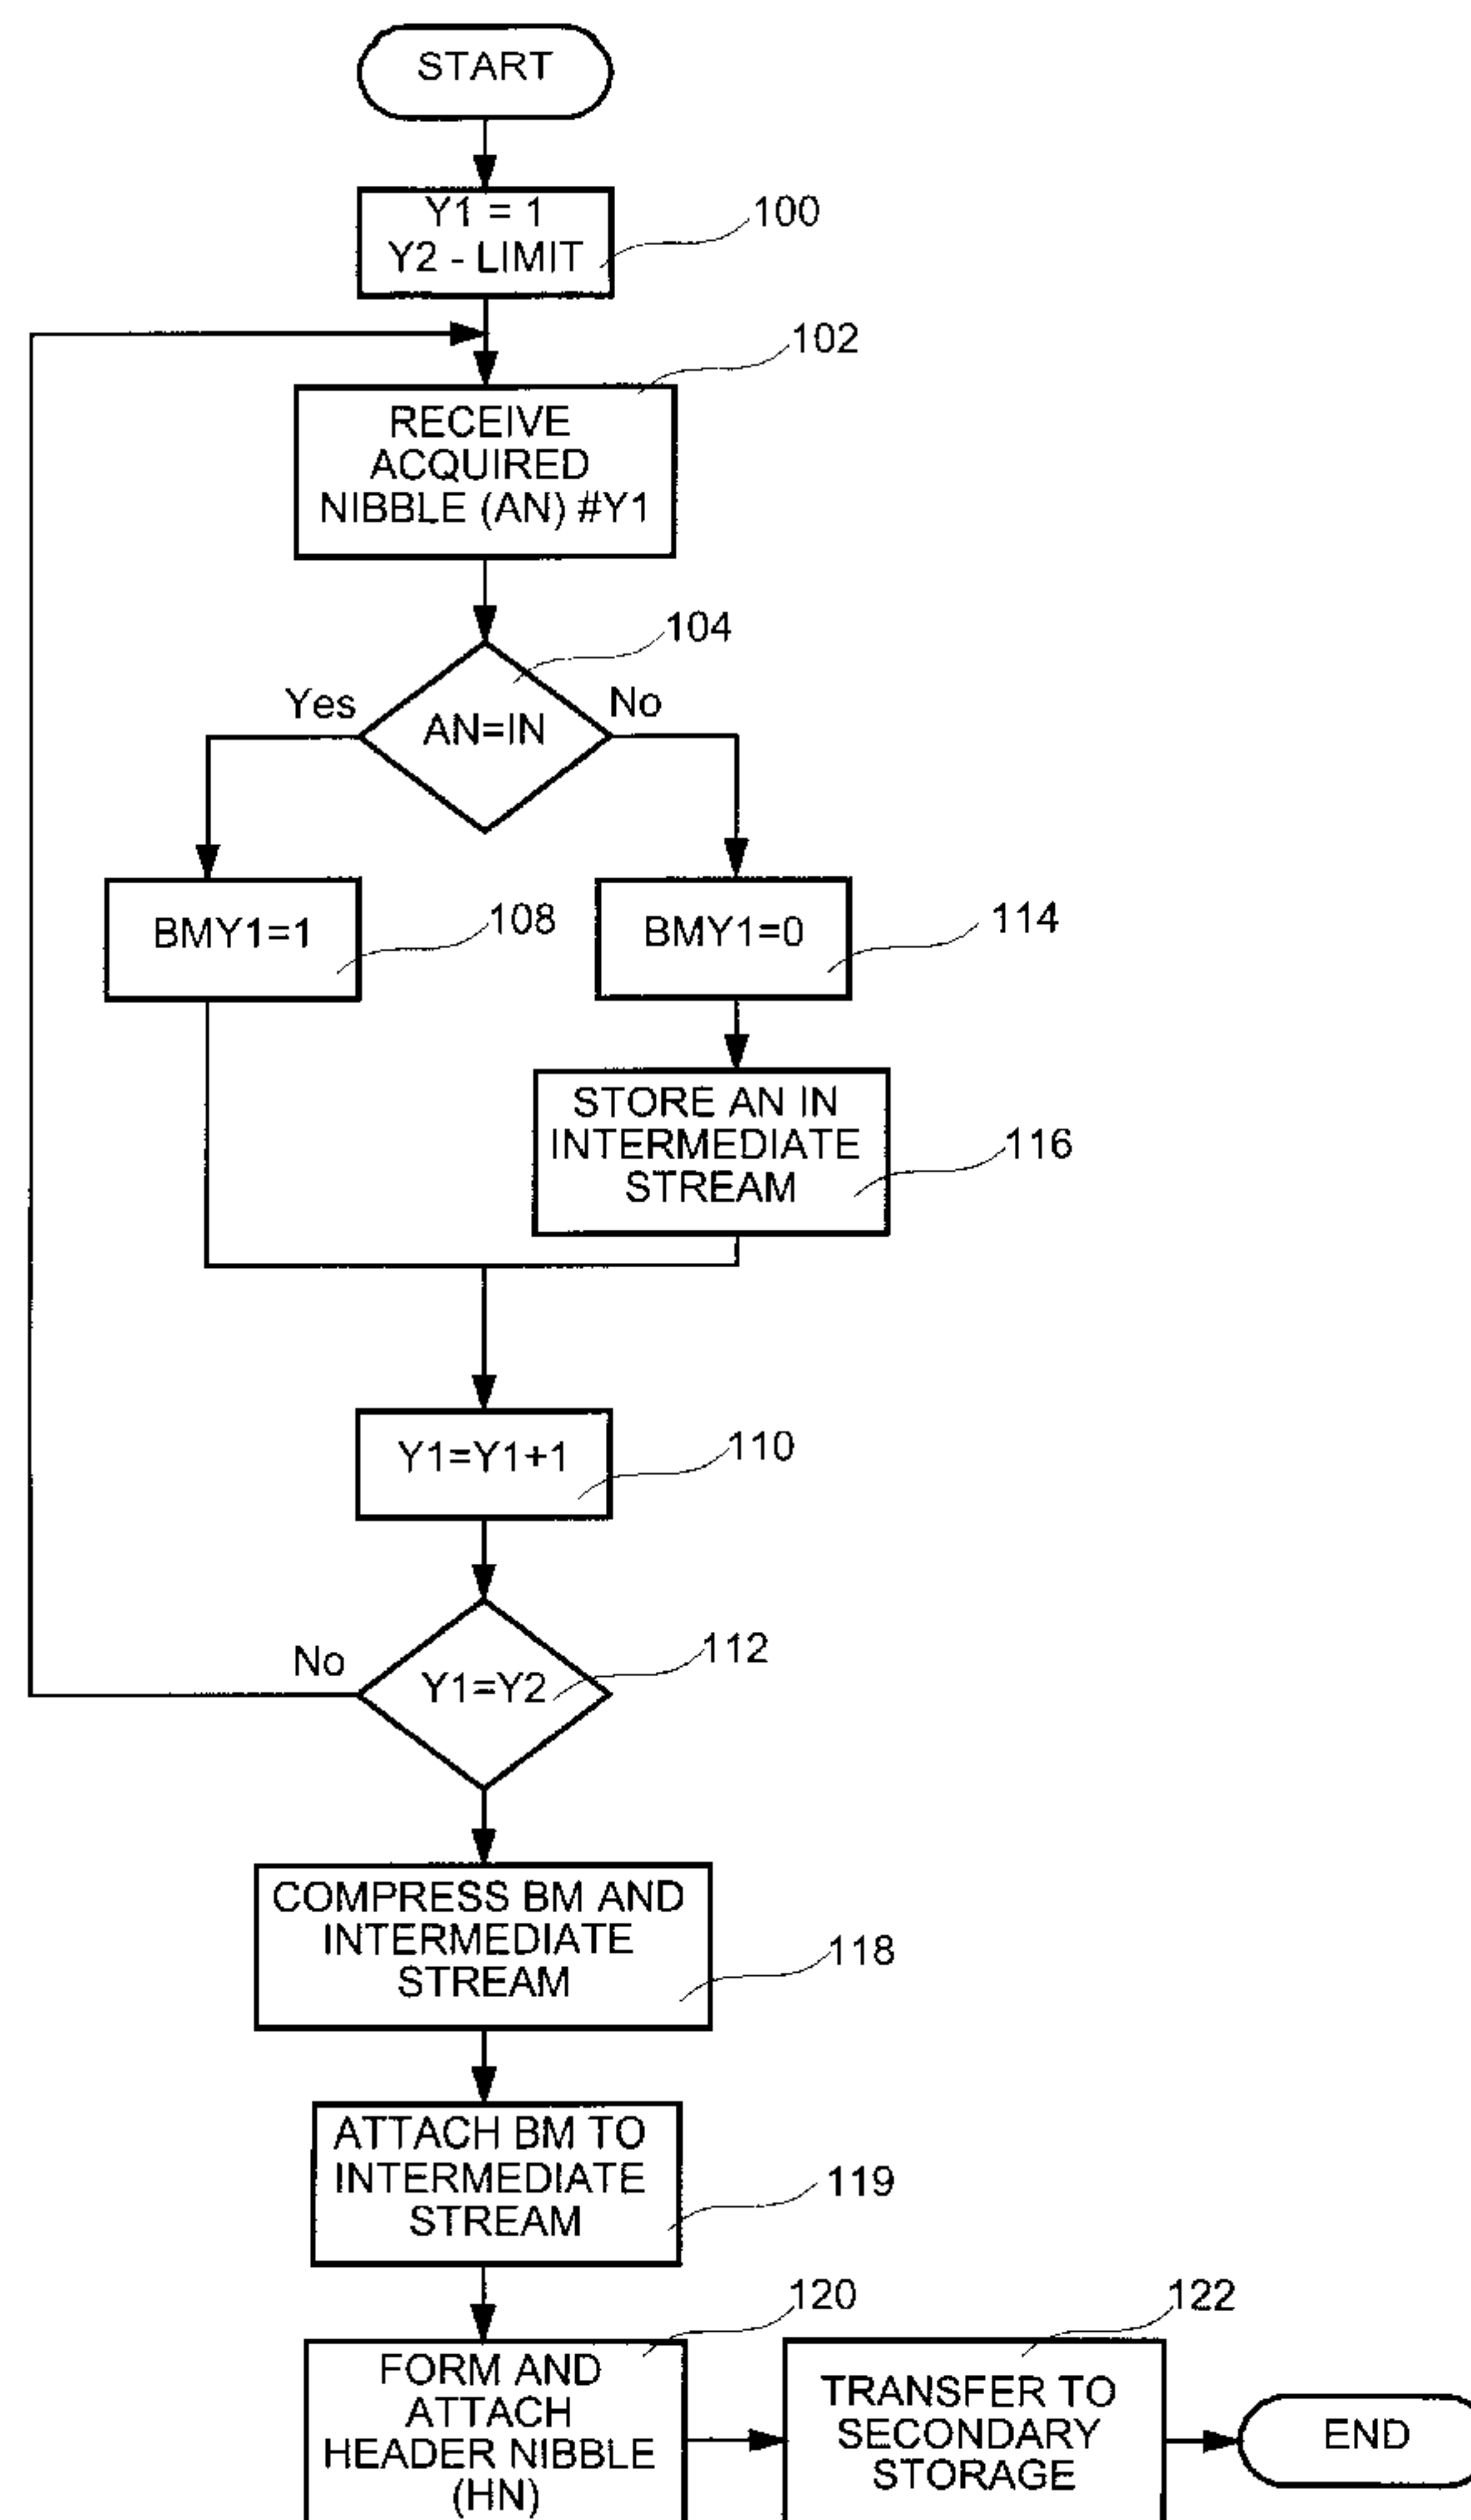 START
Y1 = 1
Y2 - LIMIT
100
102
RECEIVE
ACQUIRED
NIBBLE (AN) #Y1
104
Yes
No
AN=IN
BMY1=1
108
BMY1=0
114
STORE AN IN
INTERMEDIATE
STREAM
116
Y1=Y1+1
110
No
Y1=Y2
112
COMPRESS BM AND
INTERMEDIATE
STREAM
118
ATTACH BM TO
INTERMEDIATE
STREAM
119
120
FORM AND
ATTACH
HEADER NIBBLE
(HN)
122
TRANSFER TO
SECONDARY
STORAGE
END